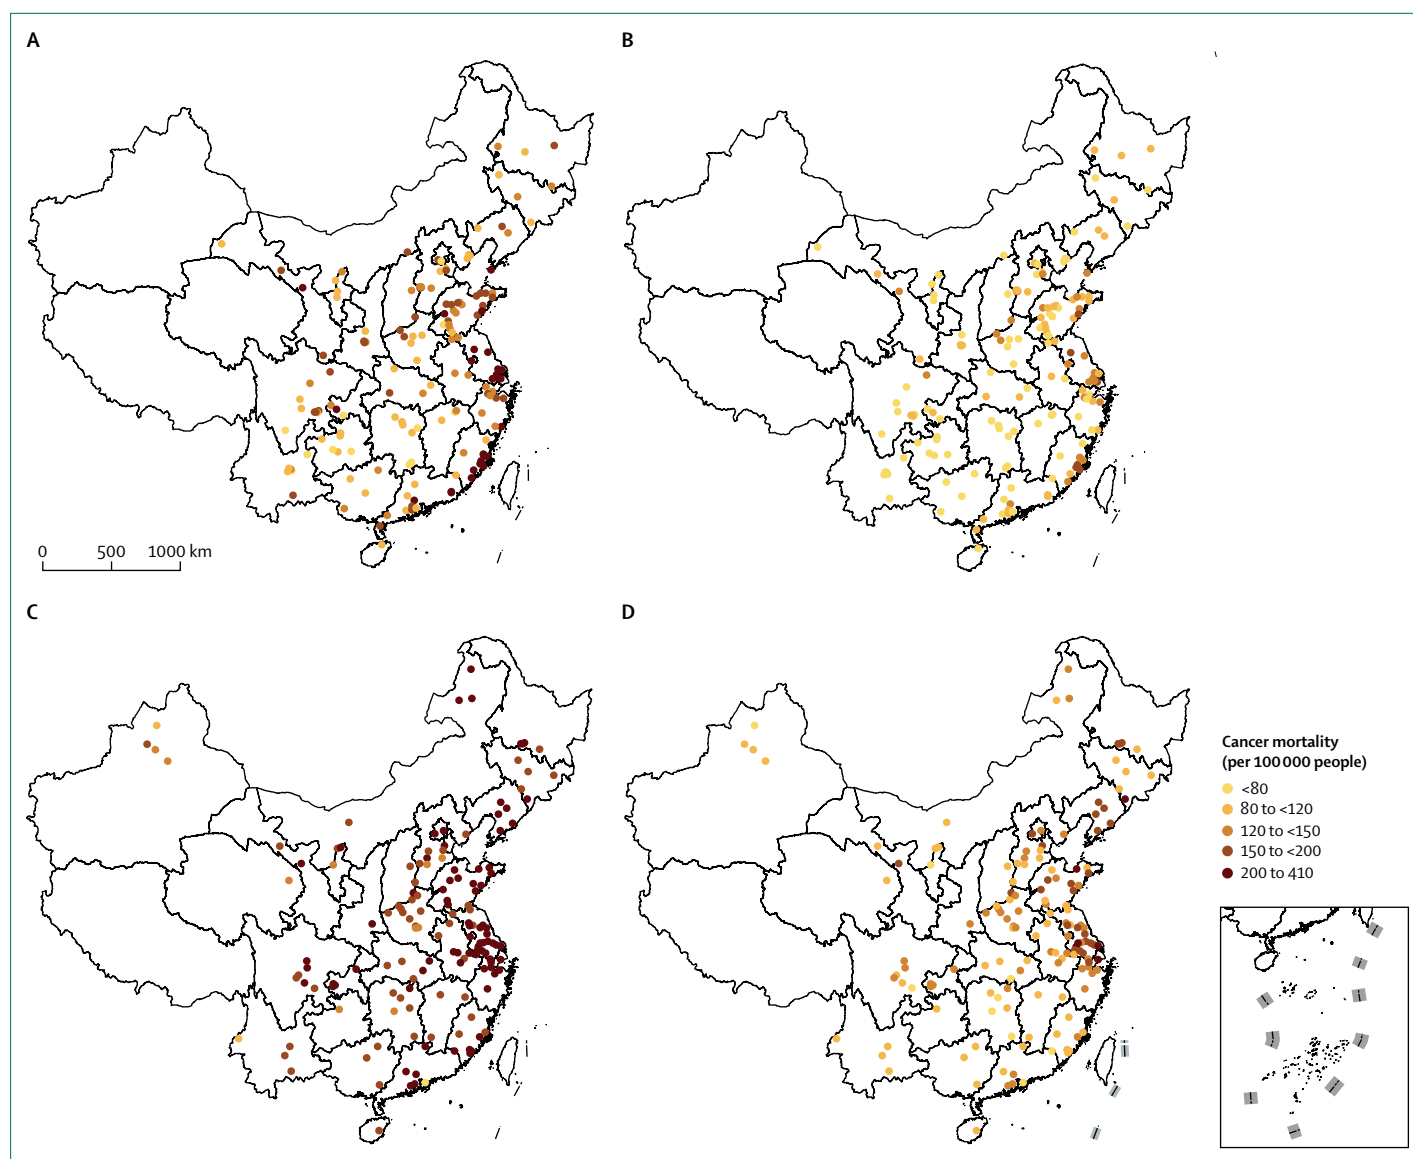 A
B
0 500 1000 km
C
D
Cancer mortality
(per 100 000 people)
<80
80 to <120
120 to <150
150 to <200
200 to 410